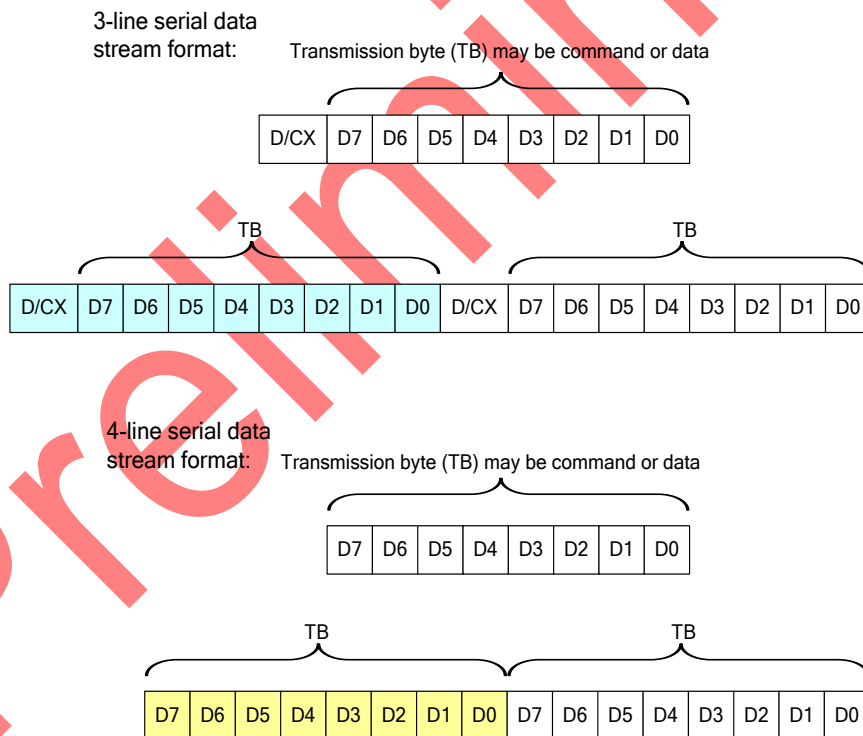 3-line serial data
stream format:
Transmission byte (TB) may be command or data
D/CX D7 D6 D5 D4 D3 D2 D1 D0
TB TB
D/CX D7 D6 D5 D4 D3 D2 D1 D0 D/CX D7 D6 D5 D4 D3 D2 D1 D0
4-line serial data
stream format:
Transmission byte (TB) may be command or data
D7 D6 D5 D4 D3 D2 D1 D0
TB TB
D7 D6 D5 D4 D3 D2 D1 D0 D7 D6 D5 D4 D3 D2 D1 D0
Prelimin